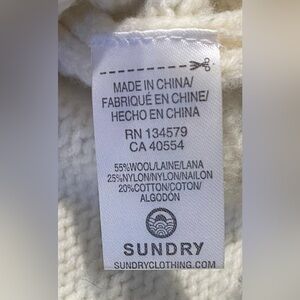 MADE IN CHINA/
FABRIQUÉ EN CHINE/
HECHO EN CHINA
RN 134579
CA 40554
55%WOOL/LAINE/LANA
25%NYLON/NYLON/NAILON
20%COTTON/COTON/
ALGODÓN
SUNDRY
SUNDRYCLOTHING.COM